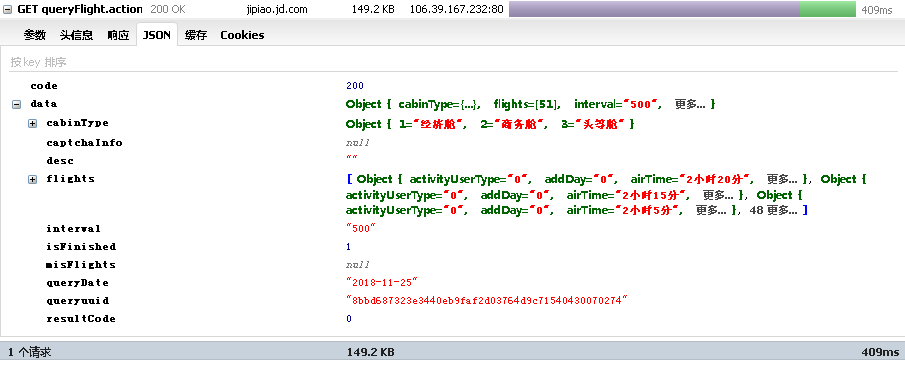 GET queryFlight.action 200 OK jipiao.jd.com 149.2 KB 106.39.167.232:80 409ms
参数 头信息 响应 JSON 缓存 Cookies
按key 排序
code 200
data Object { cabinType={...}, flights=[51], interval="500", 更多... }
cabinType Object { 1="经济舱", 2="商务舱", 3="头等舱" }
captchaInfo null
desc ""
flights [ Object { activityUserType="0", addDay="0", airTime="2小时20分", 更多... }, Object {
activityUserType="0", addDay="0", airTime="2小时15分", 更多... }, Object {
activityUserType="0", addDay="0", airTime="2小时5分", 更多... }, 48 更多... ]
interval "500"
isFinished 1
misFlights null
queryDate "2018-11-25"
queryuuid "8bbd687323e3440eb9faf2d03764d9c71540430070274"
resultCode 0
1 个请求 149.2 KB 409ms